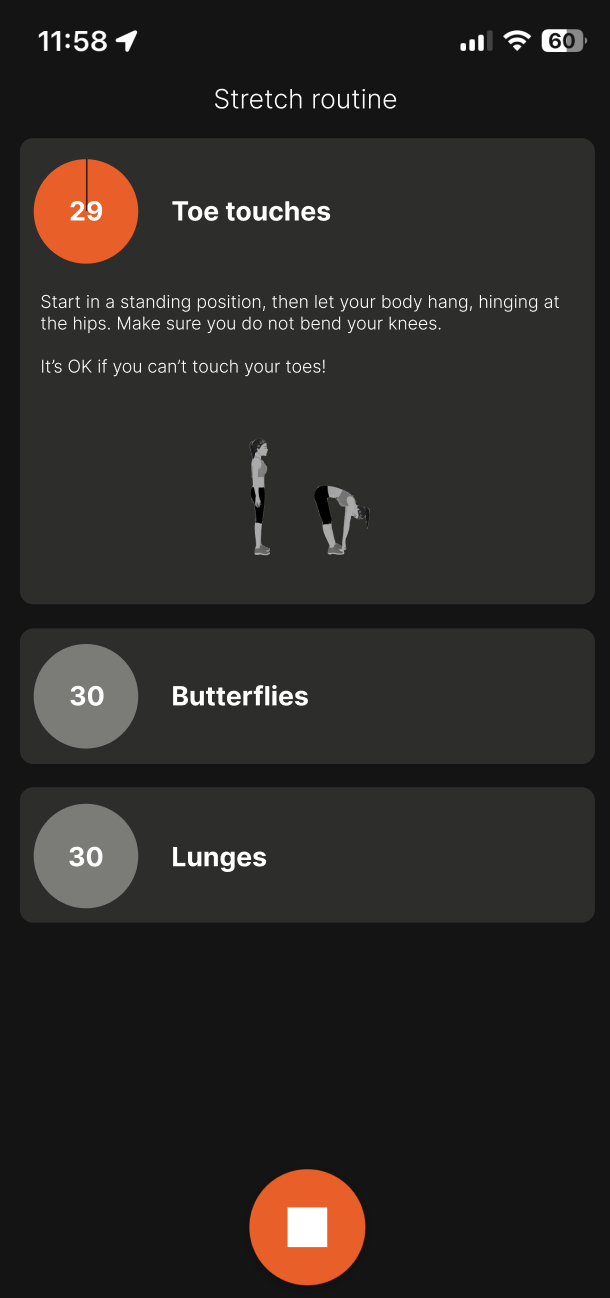 11:58
60
Stretch routine
29
Toe touches
Start in a standing position, then let your body hang, hinging at
the hips. Make sure you do not bend your knees.
It’s OK if you can’t touch your toes!
30
Butterflies
30
Lunges